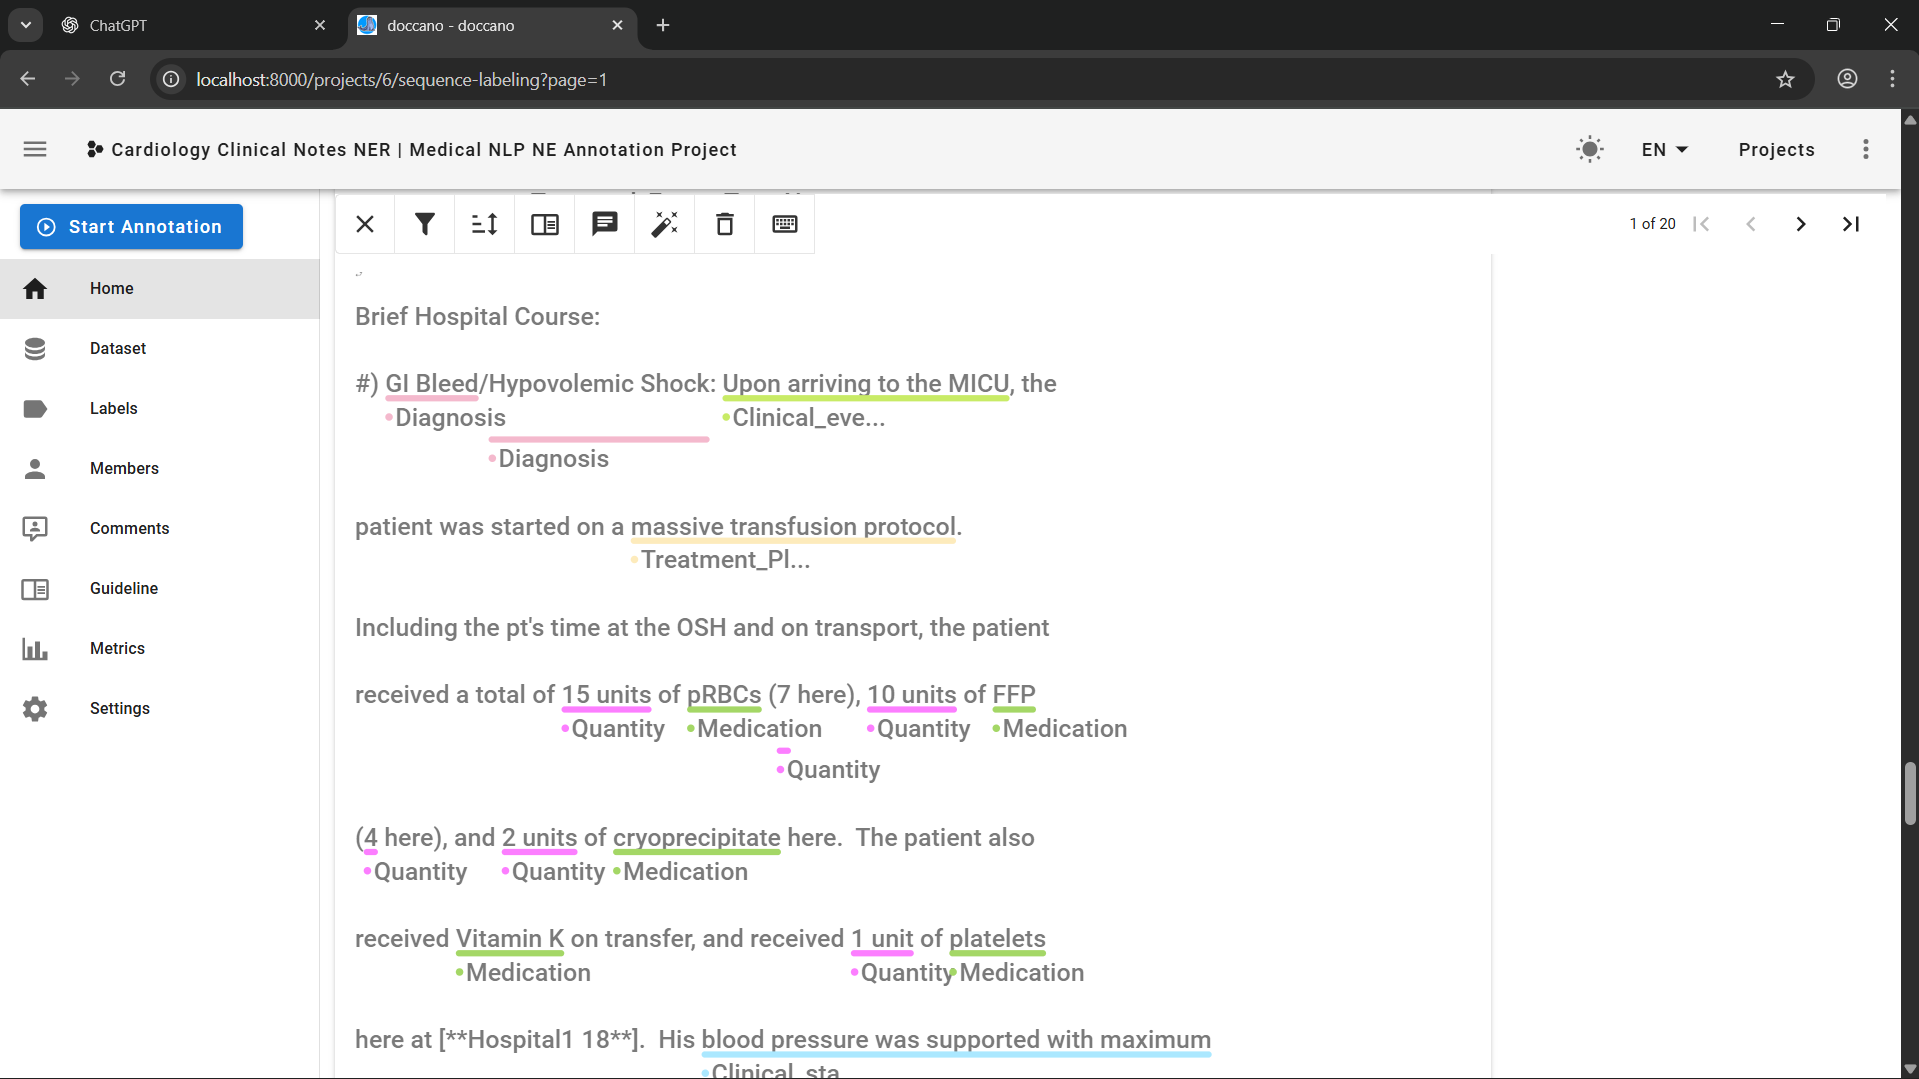 ChatGPT
doccano - doccano
localhost:8000/projects/6/sequence-labeling?page=1
Cardiology Clinical Notes NER | Medical NLP NE Annotation Project
EN
Projects
Start Annotation
Home
Dataset
Labels
Members
Comments
Guideline
Metrics
Settings
1 of 20
Brief Hospital Course:
#) GI Bleed/Hypovolemic Shock: Upon arriving to the MICU, the
•Diagnosis •Clinical_eve...
•Diagnosis
patient was started on a massive transfusion protocol.
•Treatment_Pl...
Including the pt's time at the OSH and on transport, the patient
received a total of 15 units of pRBCs (7 here), 10 units of FFP
•Quantity •Medication •Quantity •Medication
•Quantity
(4 here), and 2 units of cryoprecipitate here.  The patient also
•Quantity •Quantity •Medication
received Vitamin K on transfer, and received 1 unit of platelets
•Medication •Quantity •Medication
here at [**Hospital1 18**].  His blood pressure was supported with maximum
•Clinical_sta